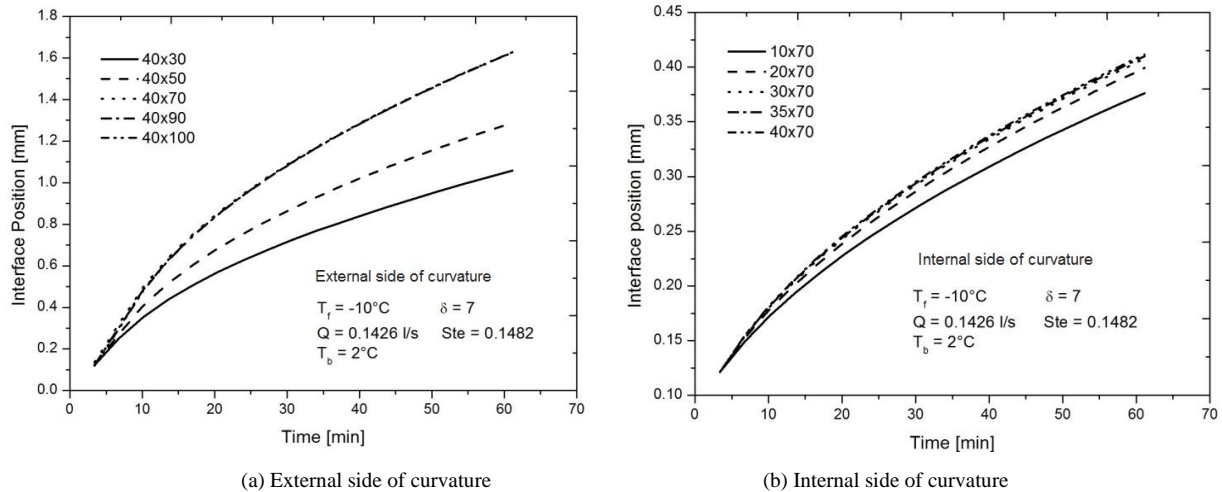 1.8
1.6
1.4
1.2
1.0
0.8
0.6
0.4
0.2
0.0
Interface Position [mm]
40x30
40x50
40x70
40x90
40x100
External side of curvature
T_f = -10°C δ = 7
Q = 0.1426 l/s Ste = 0.1482
T_b = 2°C
0 10 20 30 40 50 60 70
Time [min]
(a) External side of curvature
0.45
0.40
0.35
0.30
0.25
0.20
0.15
0.10
Interface position [mm]
10x70
20x70
30x70
35x70
40x70
Internal side of curvature
T_f = -10°C δ = 7
Q = 0.1426 l/s Ste = 0.1482
T_b = 2°C
0 10 20 30 40 50 60 70
Time [min]
(b) Internal side of curvature